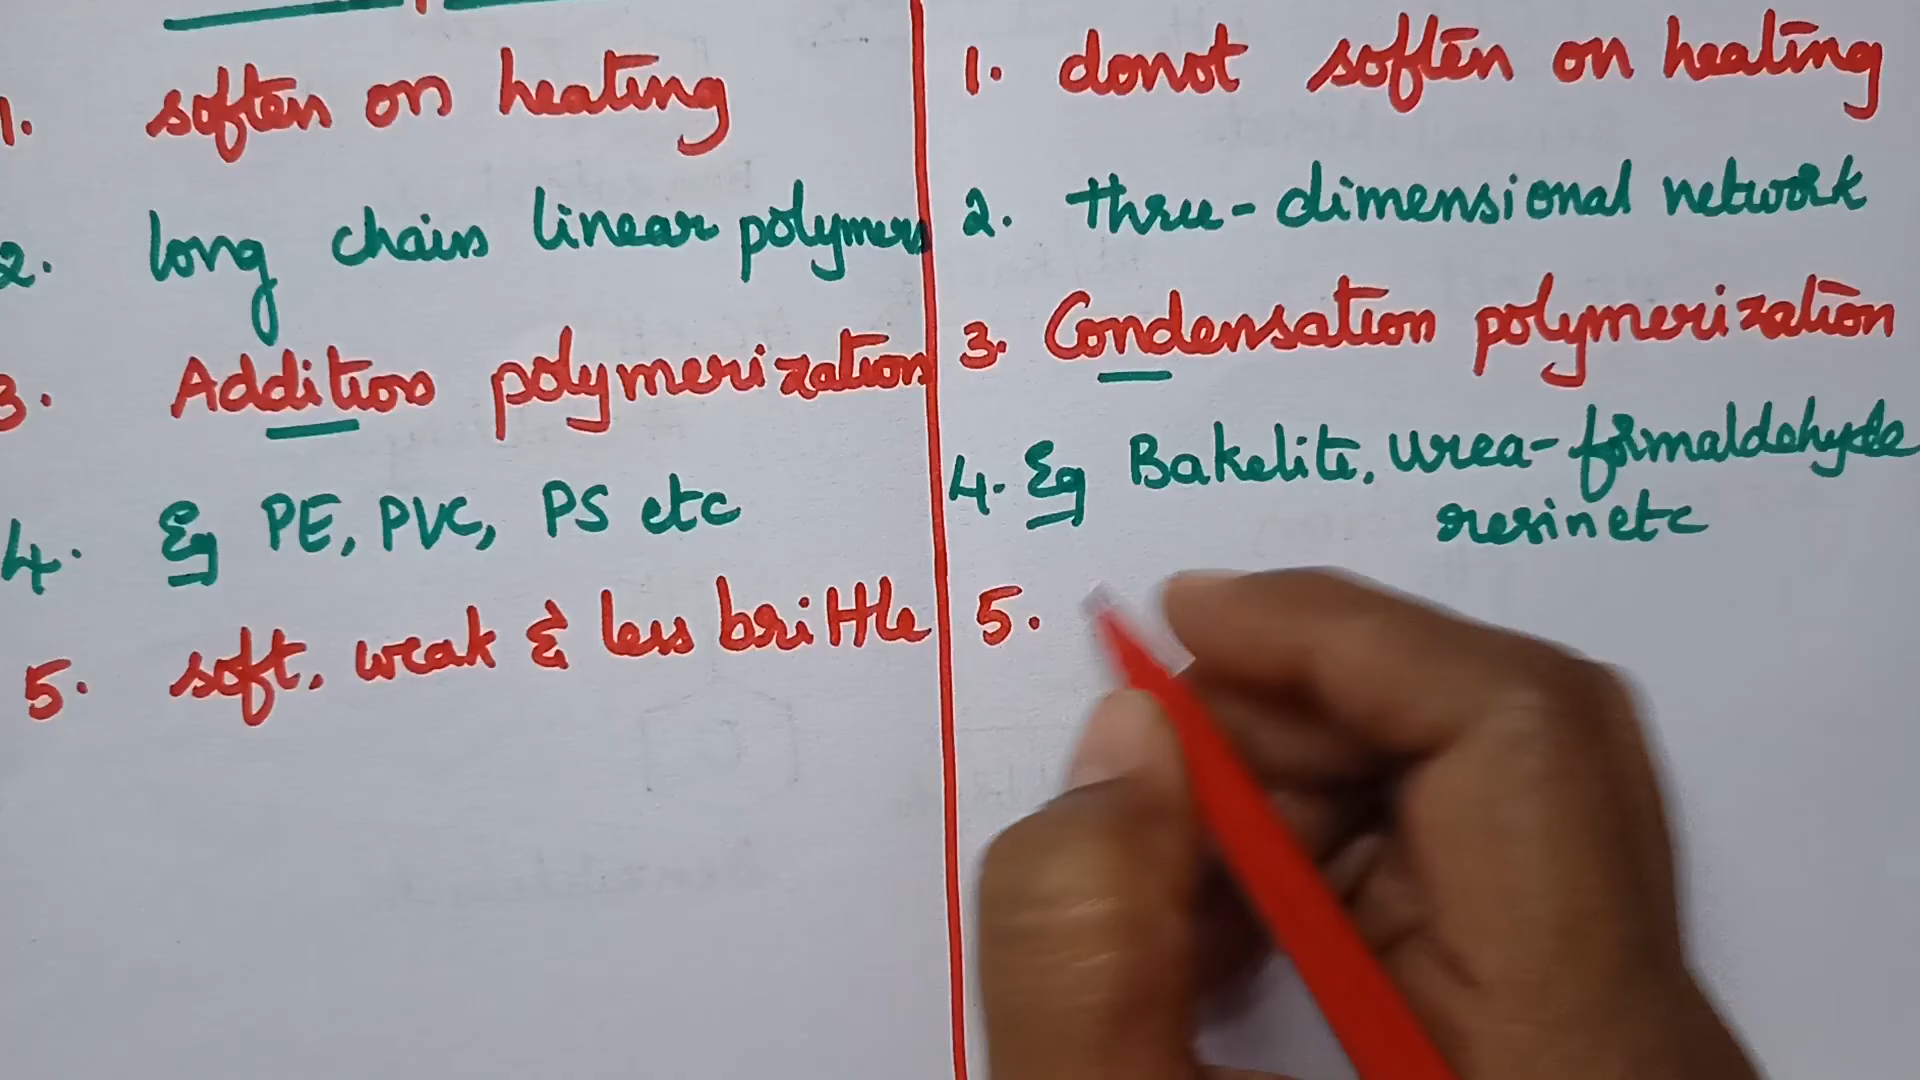 1. soften on heating
2. long chain linear polymers
3. Addition polymerization
4. Eg PE, PVC, PS etc
5. soft, weak & less brittle
1. donot soften on heating
2. three-dimensional network
3. Condensation polymerization
4. Eg Bakelite, urea-formaldehyde
resin etc
5.